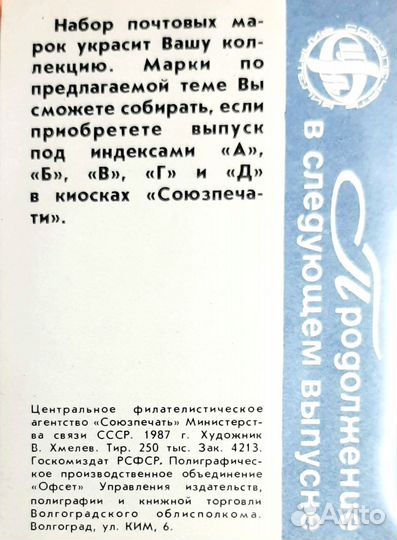 Набор почтовых ма-
рок украсит Вашу кол-
лекцию. Марки по
предлагаемой теме Вы
сможете собирать, если
приобретете выпуск
под индексами «А»,
«Б», «В», «Г» и «Д»
в киосках «Союзпеча-
ти».
Центральное филателистическое
агентство «Союзпечать» Министерст-
ва связи СССР. 1987 г. Художник
В. Хмелев. Тир. 250 тыс. Зак. 4213.
Госкомиздат РСФСР. Полиграфичес-
кое производственное объединение
«Офсет» Управления издательств,
полиграфии и книжной торговли
Волгоградского облисполкома.
Волгоград, ул. КИМ, 6.
Продолжение
в следующем выпуске
Avito